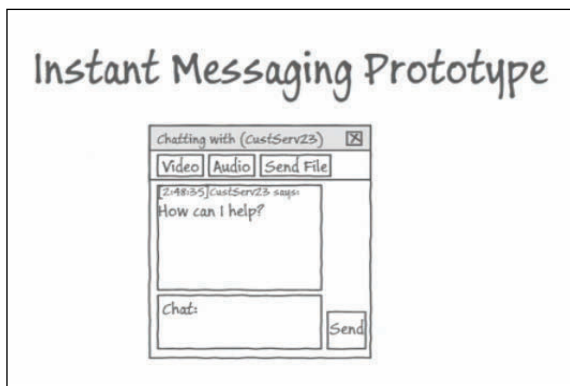 Instant Messaging Prototype
Chatting with (CustServ23)
Video Audio Send File
[2:48:35]CustServ23 says:
How can I help?
Chat:
Send